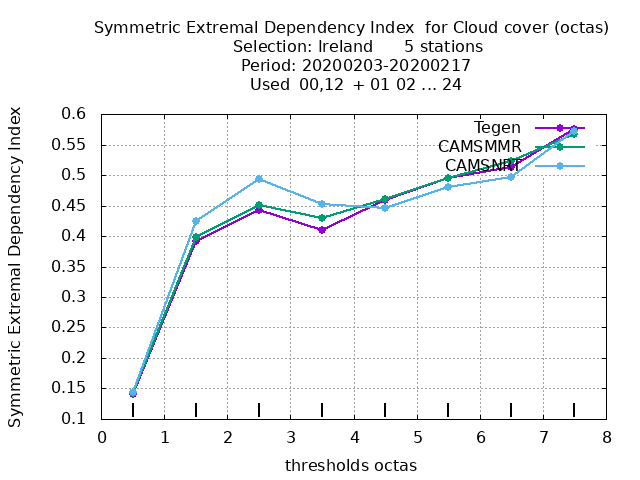 Symmetric Extremal Dependency Index  for Cloud cover (octas)
Selection: Ireland      5 stations
Period: 20200203-20200217
Used  00,12  + 01 02 ... 24
Symmetric Extremal Dependency Index
0.6
0.55
0.5
0.45
0.4
0.35
0.3
0.25
0.2
0.15
0.1
Tegen
CAMSMMR
CAMSNRT
0 1 2 3 4 5 6 7 8
thresholds octas